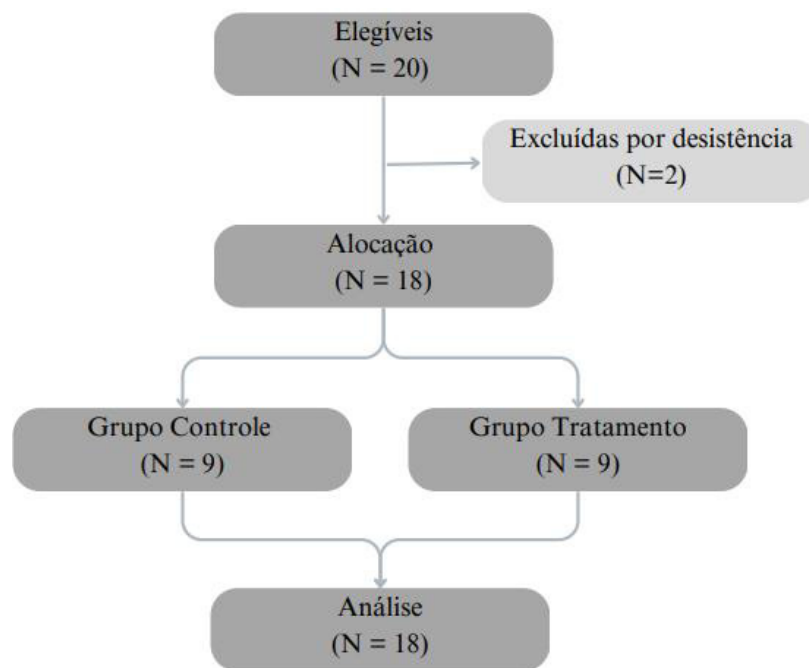 Elegíveis
(N = 20)
Excluídas por desistência
(N=2)
Alocação
(N = 18)
Grupo Controle
(N = 9)
Grupo Tratamento
(N = 9)
Análise
(N = 18)